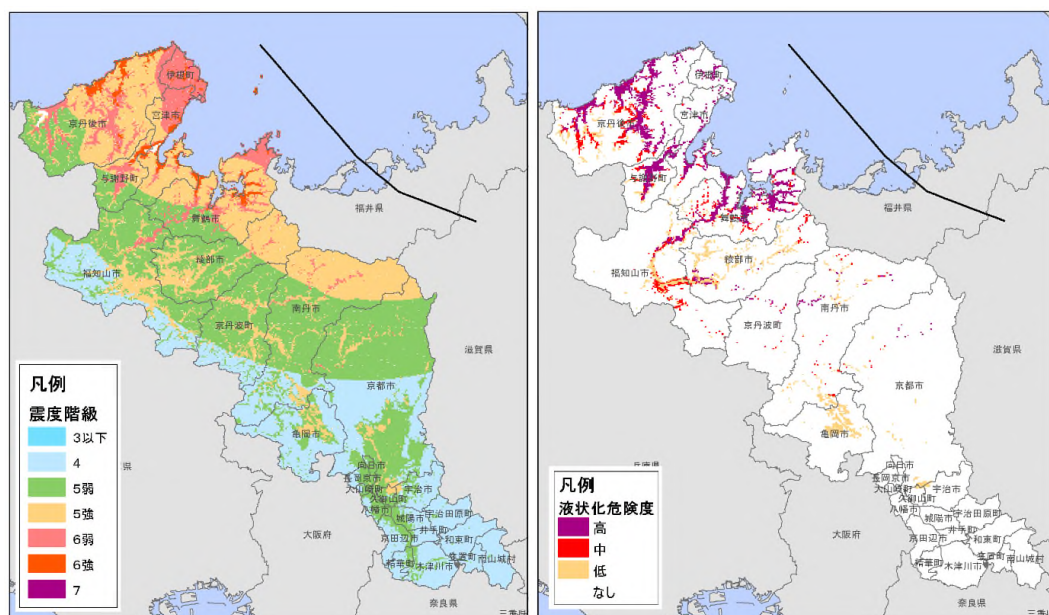 伊根町
宮津市
京丹後市
与謝野町
福井県
舞鶴市
綾部市
福知山市
南丹市
京丹波町
滋賀県
京都市
亀岡市
向日市
長岡京市
大山崎町
宇治市
久御山町
八幡市
城陽市
宇治田原町
井手町
京田辺市
和東町
笠置町
南山城村
精華町
木津川市
大阪府
奈良県
凡例
震度階級
3以下
4
5弱
5強
6弱
6強
7
伊根町
宮津市
京丹後市
与謝野町
福井県
舞鶴市
綾部市
福知山市
南丹市
京丹波町
滋賀県
京都市
亀岡市
兵庫県
向日市
長岡京市
大山崎町
宇治市
久御山町
八幡市
城陽市
宇治田原町
井手町
京田辺市
和東町
笠置町
南山城村
精華町
木津川市
大阪府
奈良県
凡例
液状化危険度
高
中
低
なし